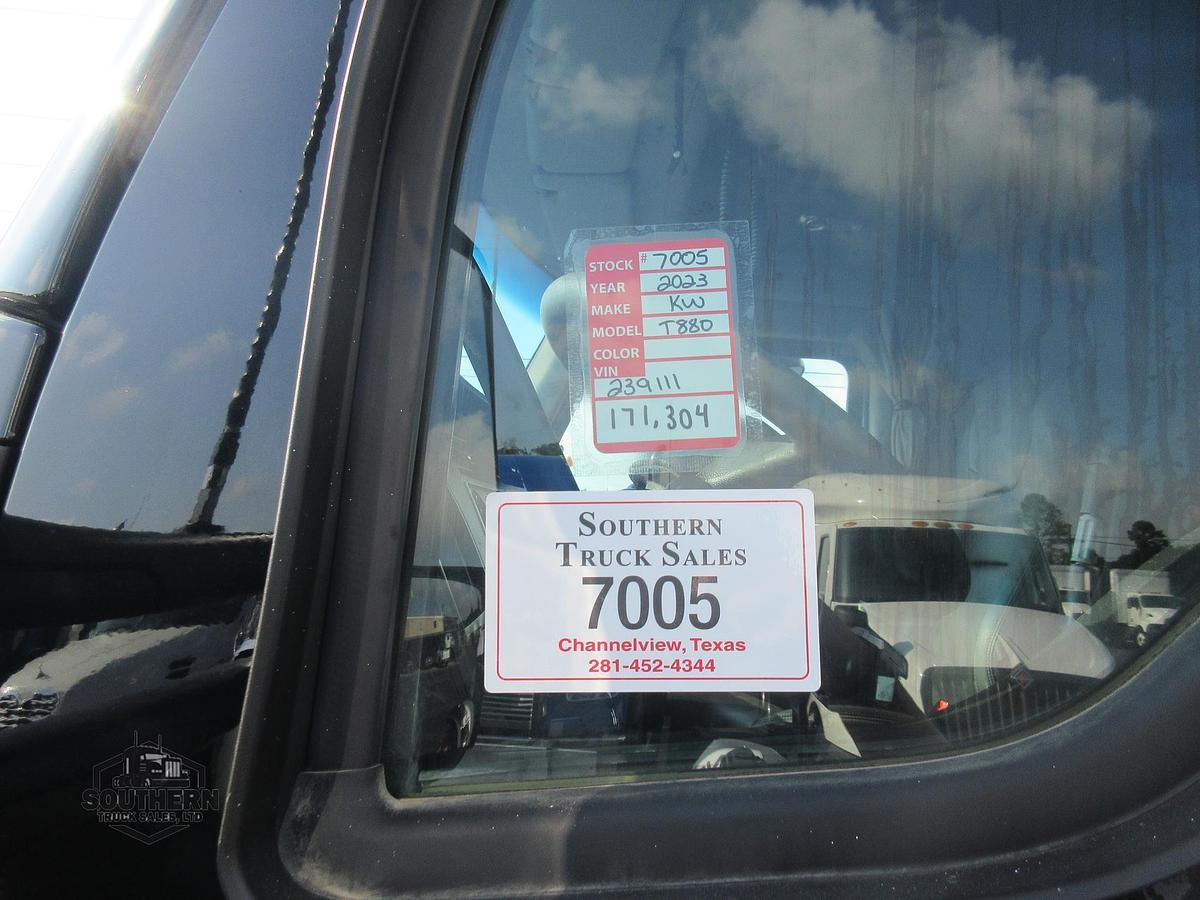 STOCK # 7005
YEAR 2023
MAKE KW
MODEL T880
COLOR
VIN
239111
171,304
SOUTHERN
TRUCK SALES
7005
Channelview, Texas
281-452-4344
SOUTHERN
TRUCK SALES, LTD